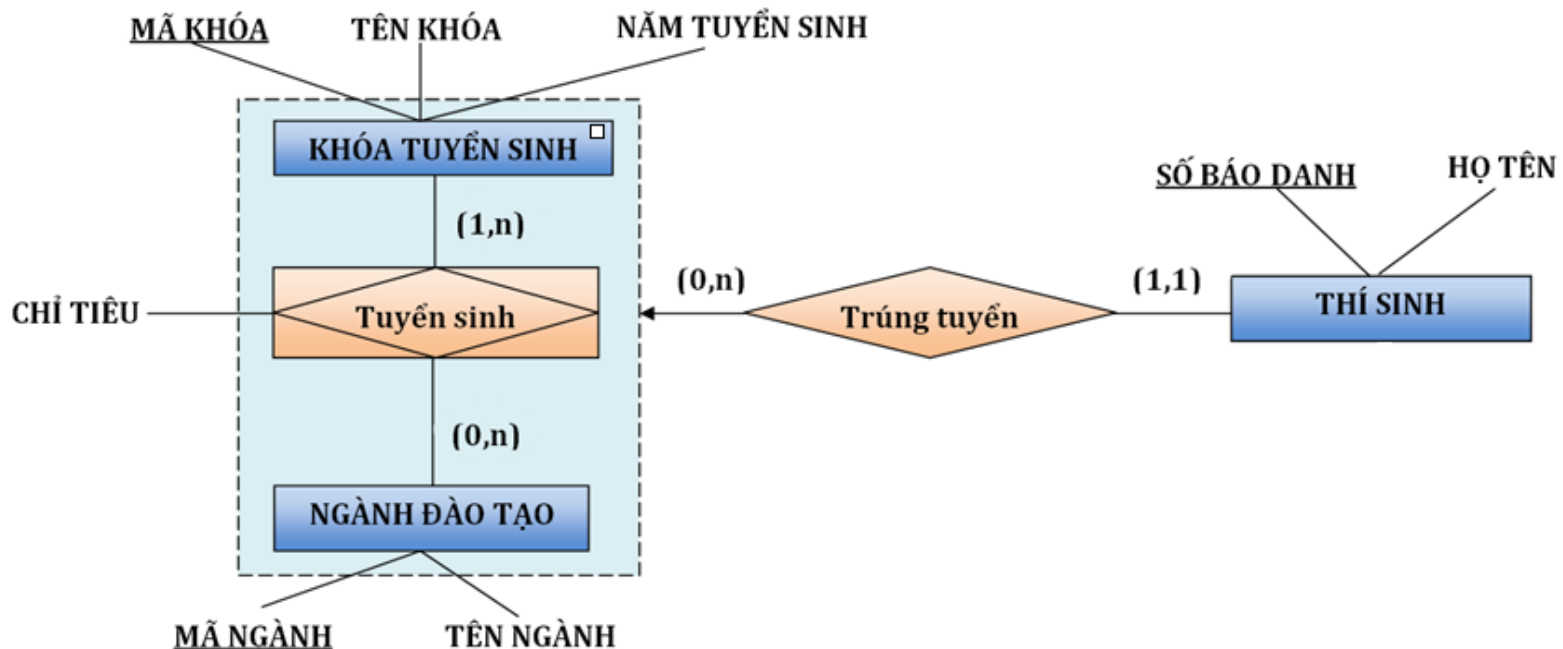 MÃ KHÓA
TÊN KHÓA
NĂM TUYỂN SINH
KHÓA TUYỂN SINH
(1,n)
CHỈ TIÊU
Tuyển sinh
(0,n)
NGÀNH ĐÀO TẠO
MÃ NGÀNH
TÊN NGÀNH
(0,n)
Trúng tuyển
(1,1)
SỐ BÁO DANH
HỌ TÊN
THÍ SINH